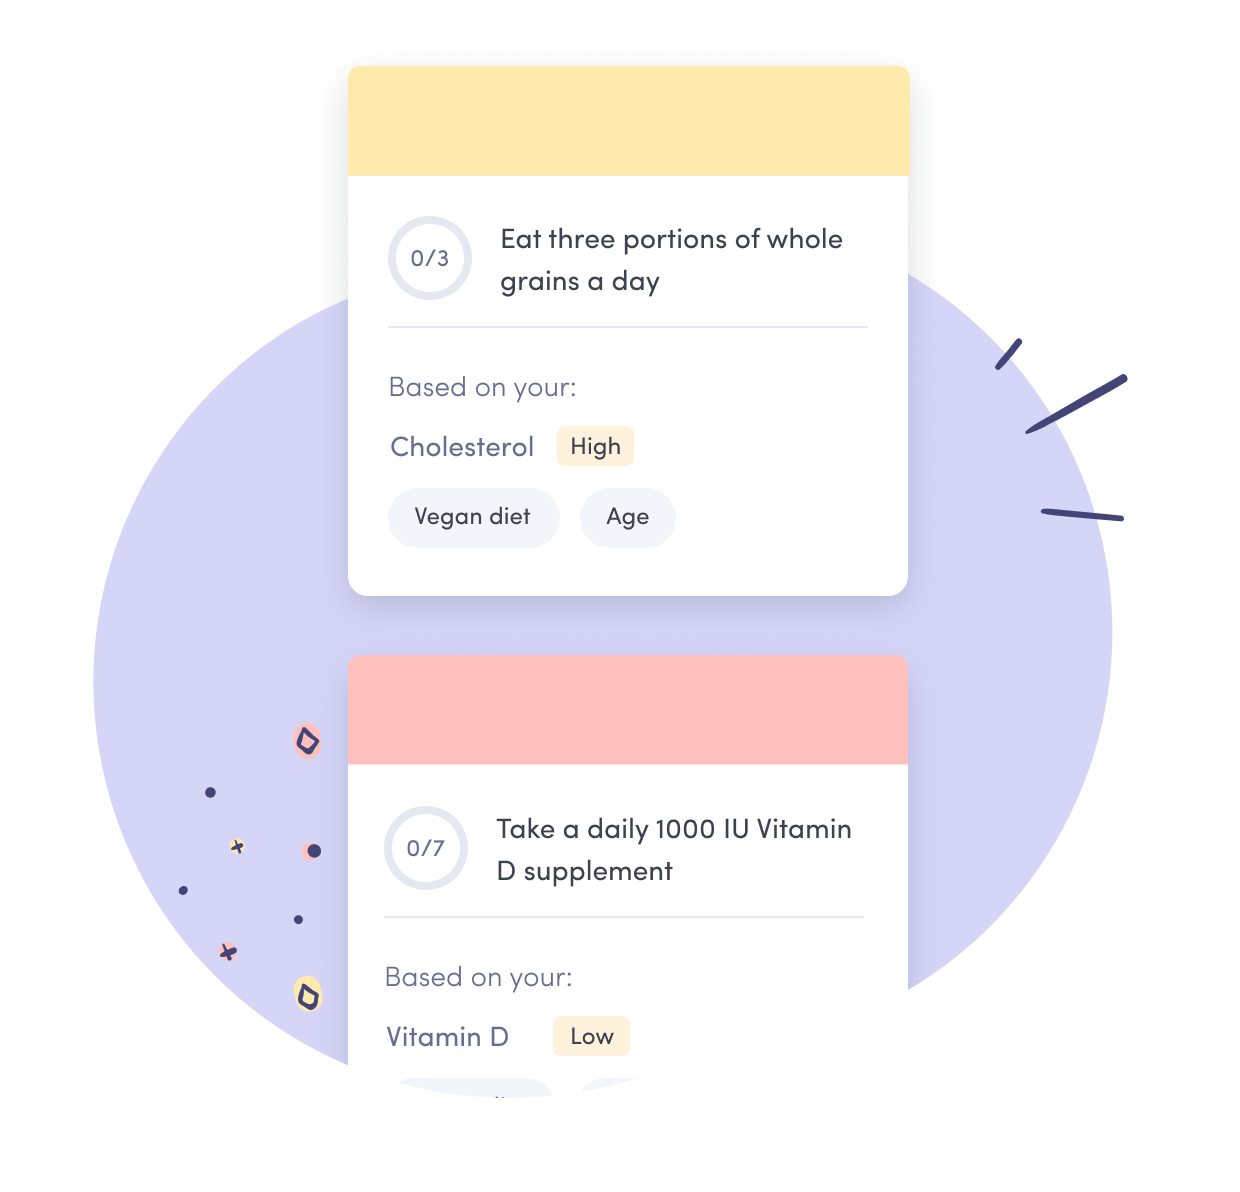 0/3
Eat three portions of whole
grains a day
Based on your:
Cholesterol High
Vegan diet Age
0/7
Take a daily 1000 IU Vitamin
D supplement
Based on your:
Vitamin D Low